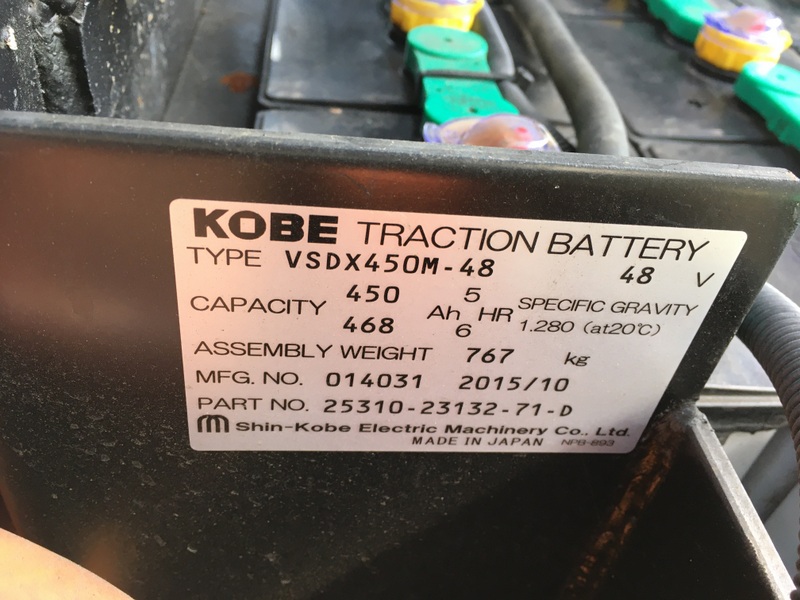 KOBE TRACTION BATTERY
TYPE VSDX450M-48 48 V
CAPACITY 450 Ah 5 HR SPECIFIC GRAVITY
468 6 1.280 (at20℃)
ASSEMBLY WEIGHT 767 kg
MFG. NO. 014031 2015/10
PART NO. 25310-23132-71-D
Shin-Kobe Electric Machinery Co., Ltd.
MADE IN JAPAN NPB-893